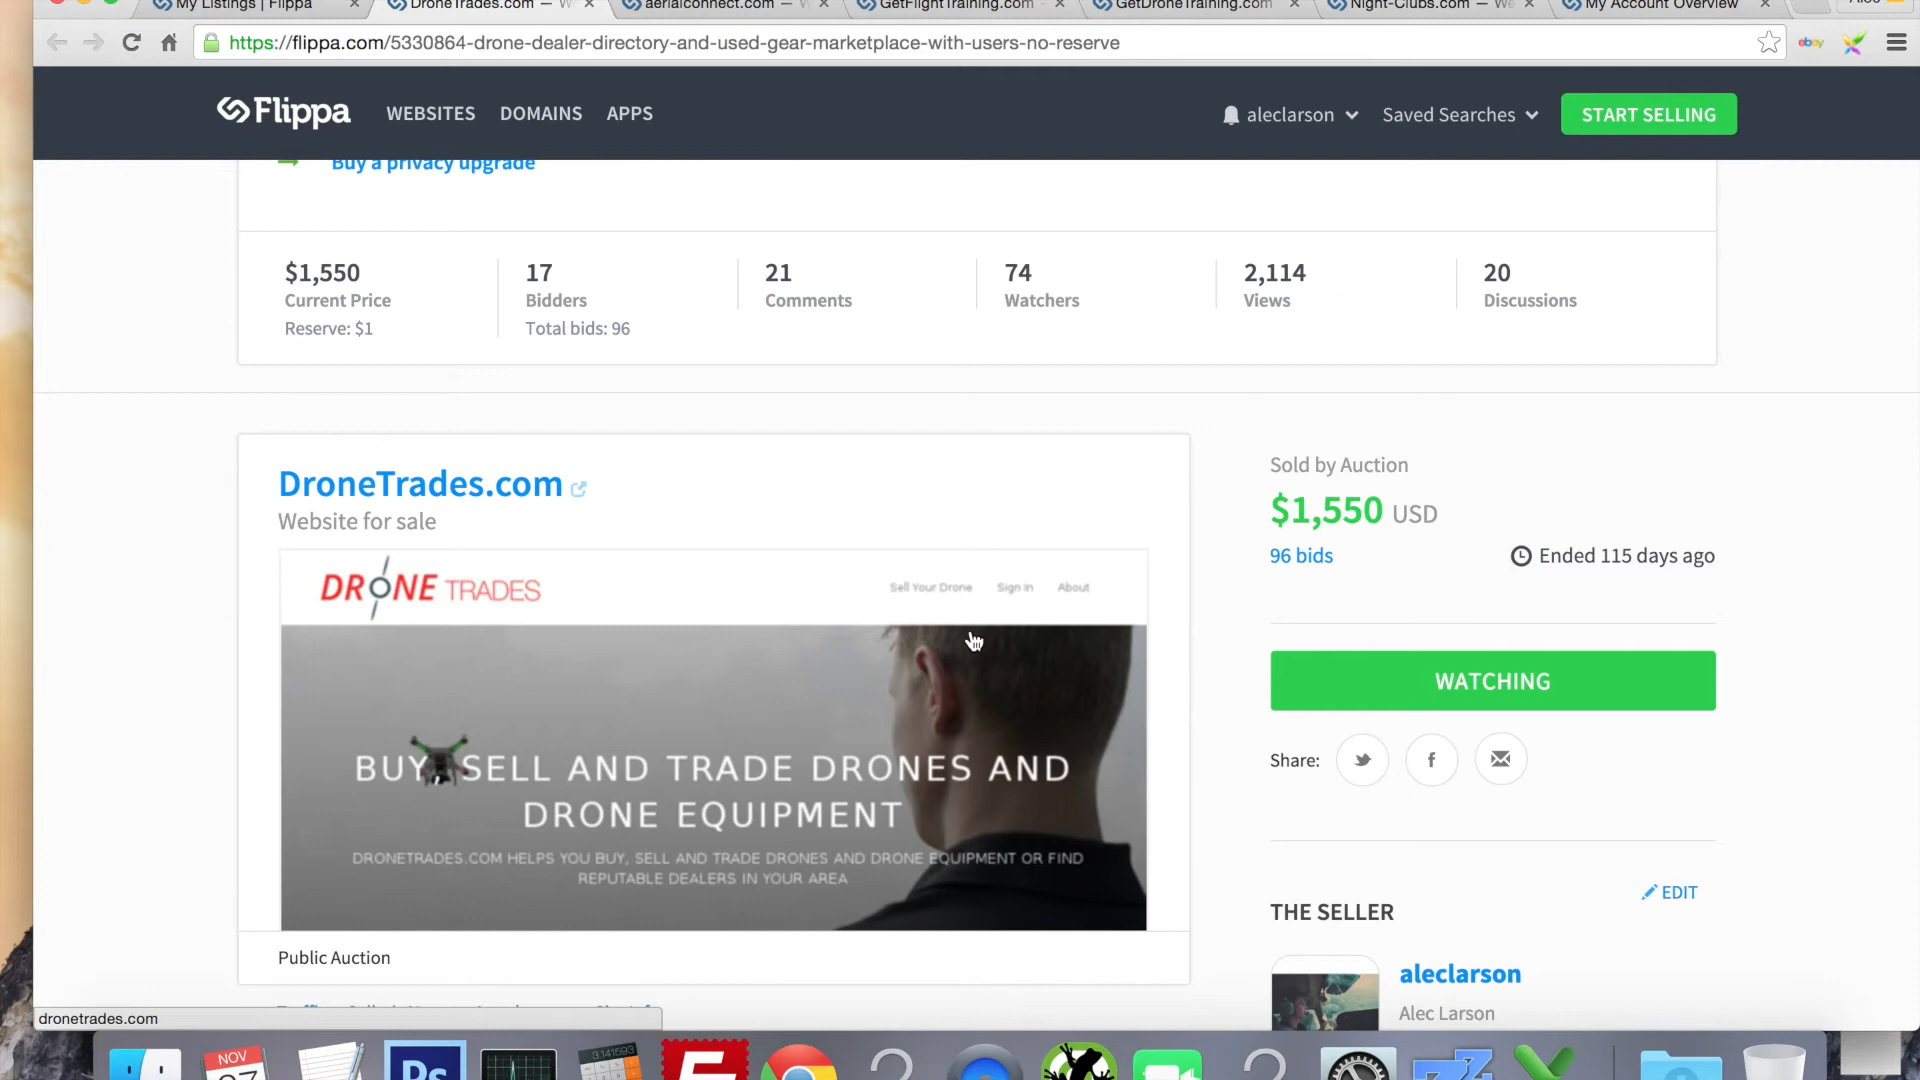 My Listings | Flippa
DroneTrades.com — W
aerialconnect.com — W
GetFlightTraining.com —
GetDroneTraining.com
Night-Clubs.com — We
My Account Overview
https://flippa.com/5330864-drone-dealer-directory-and-used-gear-marketplace-with-users-no-reserve
ebay
Flippa WEBSITES DOMAINS APPS aleclarson Saved Searches START SELLING
Buy a privacy upgrade
$1,550 17 21 74 2,114 20
Current Price Bidders Comments Watchers Views Discussions
Reserve: $1 Total bids: 96
DroneTrades.com
Website for sale
DRONE TRADES Sell Your Drone Sign In About
BUY, SELL AND TRADE DRONES AND
DRONE EQUIPMENT
DRONETRADES.COM HELPS YOU BUY, SELL AND TRADE DRONES AND DRONE EQUIPMENT OR FIND
REPUTABLE DEALERS IN YOUR AREA
Public Auction
Sold by Auction
$1,550 USD
96 bids Ended 115 days ago
WATCHING
Share:
EDIT
THE SELLER
aleclarson
Alec Larson
dronetrades.com
NOV
3.141593
Ps